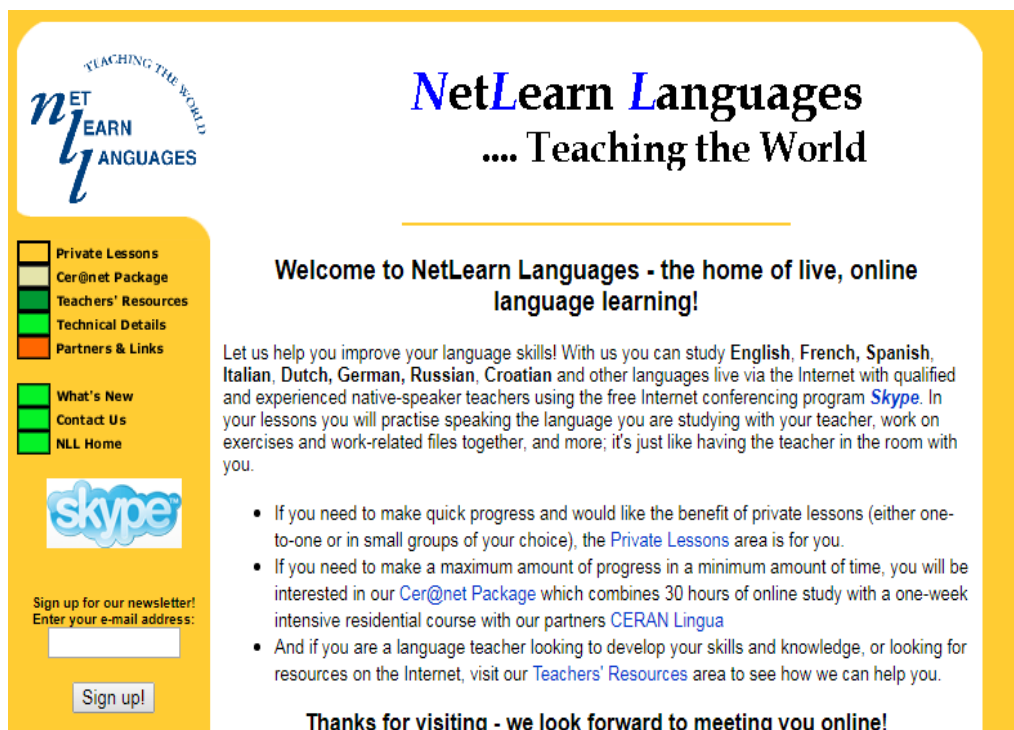 TEACHING THE WORLD
NET
LEARN
LANGUAGES
NetLearn Languages
.... Teaching the World
Private Lessons
Cer@net Package
Teachers' Resources
Technical Details
Partners & Links
What's New
Contact Us
NLL Home
skype™
Sign up for our newsletter!
Enter your e-mail address:
Sign up!
Welcome to NetLearn Languages - the home of live, online
language learning!
Let us help you improve your language skills! With us you can study English, French, Spanish,
Italian, Dutch, German, Russian, Croatian and other languages live via the Internet with qualified
and experienced native-speaker teachers using the free Internet conferencing program Skype. In
your lessons you will practise speaking the language you are studying with your teacher, work on
exercises and work-related files together, and more; it's just like having the teacher in the room with
you.
• If you need to make quick progress and would like the benefit of private lessons (either one-
to-one or in small groups of your choice), the Private Lessons area is for you.
• If you need to make a maximum amount of progress in a minimum amount of time, you will be
interested in our Cer@net Package which combines 30 hours of online study with a one-week
intensive residential course with our partners CERAN Lingua
• And if you are a language teacher looking to develop your skills and knowledge, or looking for
resources on the Internet, visit our Teachers' Resources area to see how we can help you.
Thanks for visiting - we look forward to meeting you online!